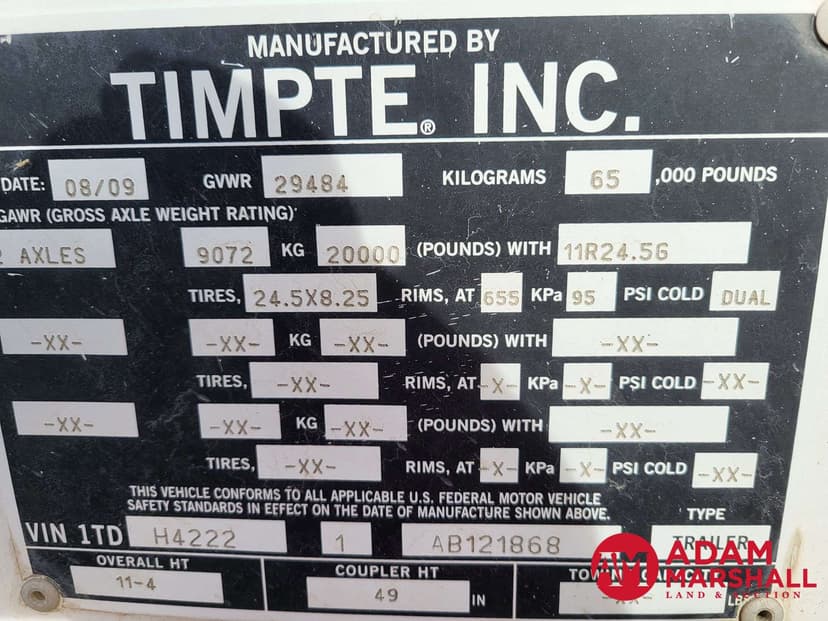 MANUFACTURED BY
TIMPTE® INC.
DATE: 08/09 GVWR 29484 KILOGRAMS 65 ,000 POUNDS
GAWR (GROSS AXLE WEIGHT RATING)
2 AXLES 9072 KG 20000 (POUNDS) WITH 11R24.5G
TIRES, 24.5X8.25 RIMS, AT 655 KPa 95 PSI COLD DUAL
-XX- -XX- KG -XX- (POUNDS) WITH -XX-
TIRES, -XX- RIMS, AT -X- KPa -X- PSI COLD -XX-
-XX- -XX- KG -XX- (POUNDS) WITH -XX-
TIRES, -XX- RIMS, AT -X- KPa -X- PSI COLD -XX-
THIS VEHICLE CONFORMS TO ALL APPLICABLE U.S. FEDERAL MOTOR VEHICLE
SAFETY STANDARDS IN EFFECT ON THE DATE OF MANUFACTURE SHOWN ABOVE. TYPE
VIN 1TD H4222 1 AB121868 TRAILER
OVERALL HT COUPLER HT
11-4 49 IN -XX-
AM ADAM
MARSHALL
LAND & AUCTION